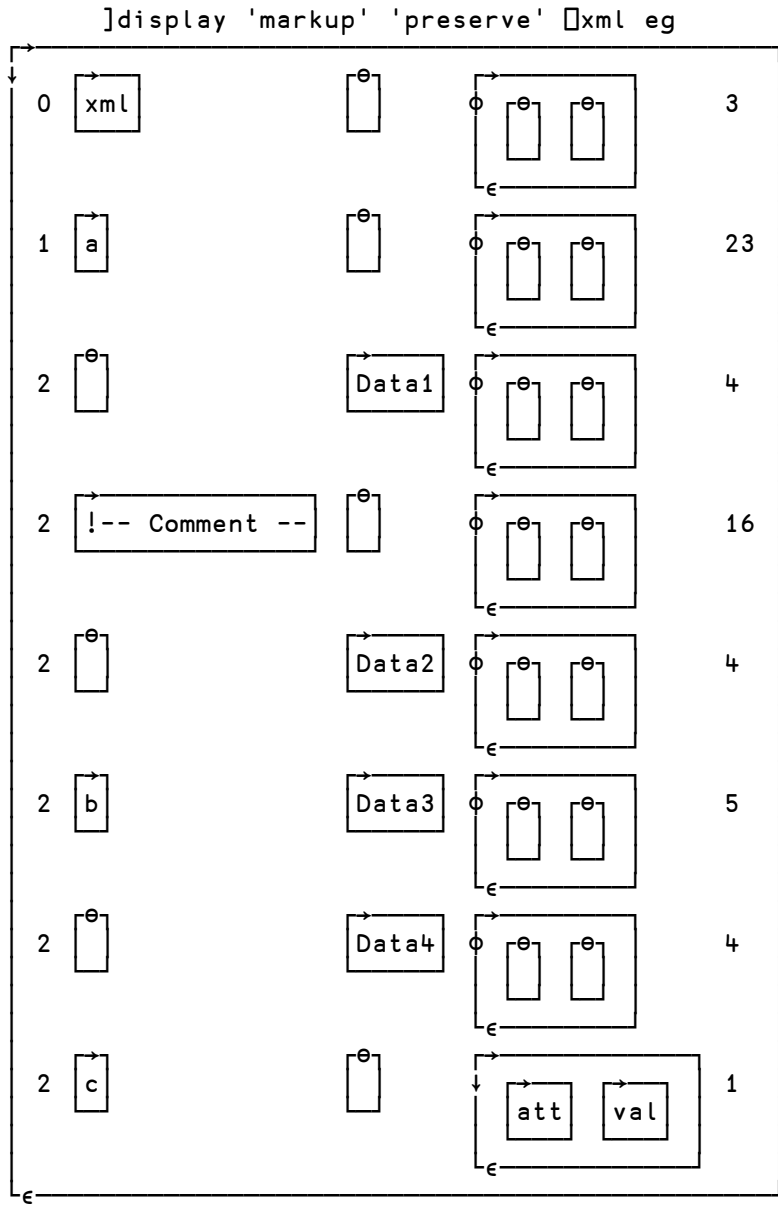 ]display 'markup' 'preserve' ⎕xml eg
0 xml 3
1 a 23
2 Data1 4
2 !-- Comment -- 16
2 Data2 4
2 b Data3 5
2 Data4 4
2 c att val 1